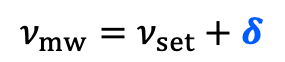 ν_mw = ν_set + δ